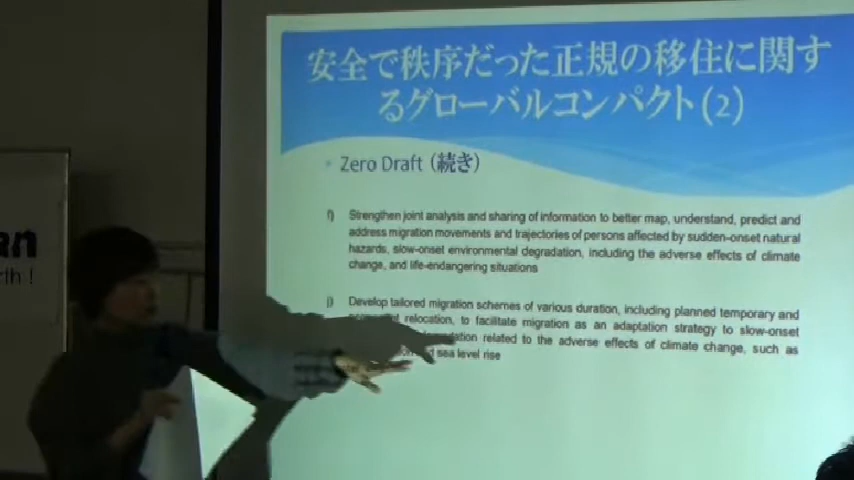 安全で秩序だった正規の移住に関す
るグローバルコンパクト(2)
Zero Draft (続き)
f) Strengthen joint analysis and sharing of information to better map, understand, predict and
address migration movements and trajectories of persons affected by sudden-onset natural
hazards, slow-onset environmental degradation, including the adverse effects of climate
change, and life-endangering situations
Develop tailored migration schemes of various duration, including planned temporary and
relocation, to facilitate migration as an adaptation strategy to slow-onset
related to the adverse effects of climate change, such as
sea level rise